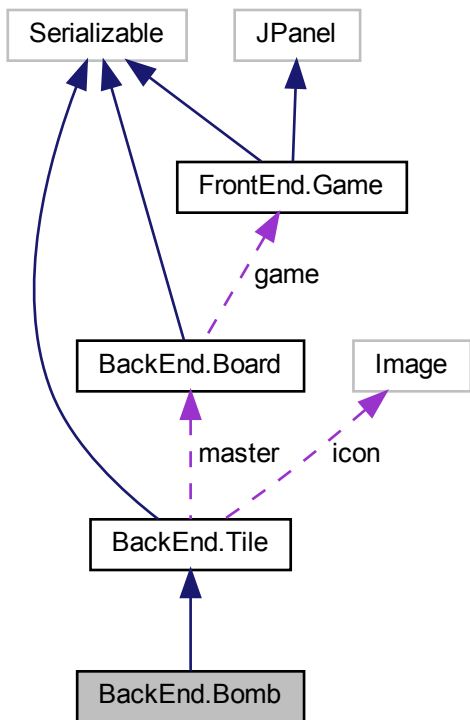 Serializable
JPanel
FrontEnd.Game
game
BackEnd.Board
Image
master
icon
BackEnd.Tile
BackEnd.Bomb